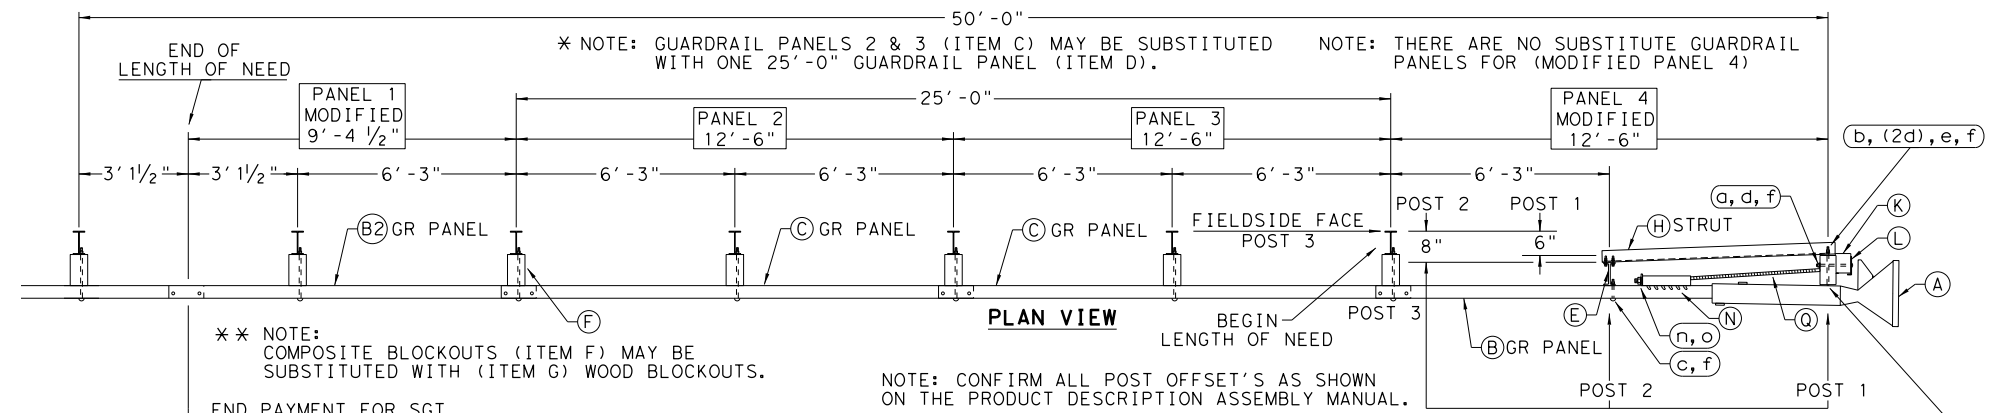 50'-0"
END OF
LENGTH OF NEED
* NOTE: GUARDRAIL PANELS 2 & 3 (ITEM C) MAY BE SUBSTITUTED
WITH ONE 25'-0" GUARDRAIL PANEL (ITEM D).
NOTE: THERE ARE NO SUBSTITUTE GUARDRAIL
PANELS FOR (MODIFIED PANEL 4)
PANEL 1
MODIFIED
9'-4 1/2"
25'-0"
PANEL 2
12'-6"
PANEL 3
12'-6"
PANEL 4
MODIFIED
12'-6"
b, (2d), e, f
3' 1 1/2"
3' 1 1/2"
6'-3"
6'-3"
6'-3"
6'-3"
6'-3"
6'-3"
a, d, f
POST 2
POST 1
K
B2 GR PANEL
C GR PANEL
C GR PANEL
FIELDSIDE FACE
POST 3
8"
6"
H STRUT
L
A
F
PLAN VIEW
BEGIN
LENGTH OF NEED
POST 3
E
N
Q
n, o
c, f
B GR PANEL
** NOTE:
COMPOSITE BLOCKOUTS (ITEM F) MAY BE
SUBSTITUTED WITH (ITEM G) WOOD BLOCKOUTS.
NOTE: CONFIRM ALL POST OFFSET'S AS SHOWN
ON THE PRODUCT DESCRIPTION ASSEMBLY MANUAL.
POST 2
POST 1
END PAYMENT FOR SGT